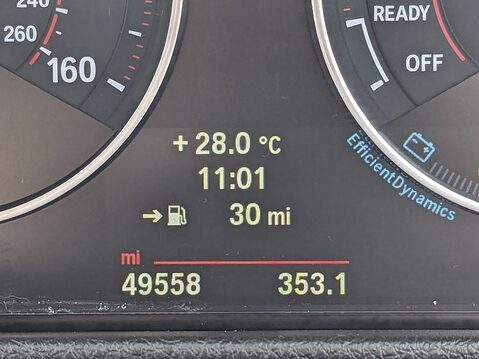 240
260
160
READY
OFF
EfficientDynamics
+ 28.0 °C
11:01
30 mi
mi
49558 353.1